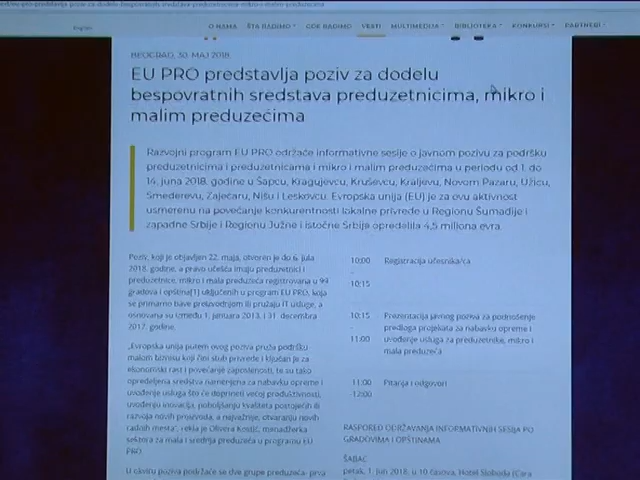 English
O NAMA ŠTA RADIMO GDE RADIMO VESTI MULTIMEDIJA BIBLIOTEKA KONKURSI PARTNERI
BEOGRAD, 30. MAJ 2018.
EU PRO predstavlja poziv za dodelu
bespovratnih sredstava preduzetnicima, mikro i
malim preduzećima
Razvojni program EU PRO održaće informativne sesije o javnom pozivu za podršku
preduzetnicima i preduzetnicama i mikro i malim preduzećima u periodu od 1. do
14. juna 2018. godine u Šapcu, Kragujevcu, Kruševcu, Kraljevu, Novom Pazaru, Užicu,
Smederevu, Zaječaru, Nišu i Leskovcu. Evropska unija (EU) je za ovu aktivnost
usmerenu na povećanje konkurentnosti lokalne privrede u Regionu Šumadije i
zapadne Srbije i Regionu Južne i istočne Srbije opredelila 4,5 miliona evra.
Poziv, koji je objavljen 22. maja, otvoren je do 6. jula
2018. godine, a pravo učešća imaju preduzetnici i
preduzetnice, mikro i mala preduzeća registrovana u 99
gradova i opština[1] uključenih u program EU PRO, koja
se primarno bave proizvodnjom ili pružaju IT usluge, a
osnovana su između 1. januara 2013. i 31. decembra
2017. godine.
„Evropska unija putem ovog poziva pruža podršku
malom biznisu koji čini stub privrede i ključan je za
ekonomski rast i povećanje zaposlenosti, te su tako
opredeljena sredstva namenjena za nabavku opreme i
uvođenje usluga što će doprineti većoj produktivnosti,
uvođenju inovacija, poboljšanju kvaliteta postojećih ili
razvoja novih proizvoda, a najvažnije, otvaranju novih
radnih mesta", rekla je Olivera Kostić, menadžerka
sektora za mala i srednja preduzeća u programu EU
PRO.
U okviru poziva podržaće se dve grupe preduzeća: prva
10:00
-
10:15
Registracija učesnika/ca
10:15
-
11:00
Prezentacija javnog poziva za podnošenje
predloga projekata za nabavku opreme i
uvođenje usluga za preduzetnike, mikro i
mala preduzeća
11:00
- 12:00
Pitanja i odgovori
RASPORED ODRŽAVANJA INFORMATIVNIH SESIJA PO
GRADOVIMA I OPŠTINAMA
ŠABAC
petak, 1. jun 2018. u 10 časova, Hotel Sloboda (Cara